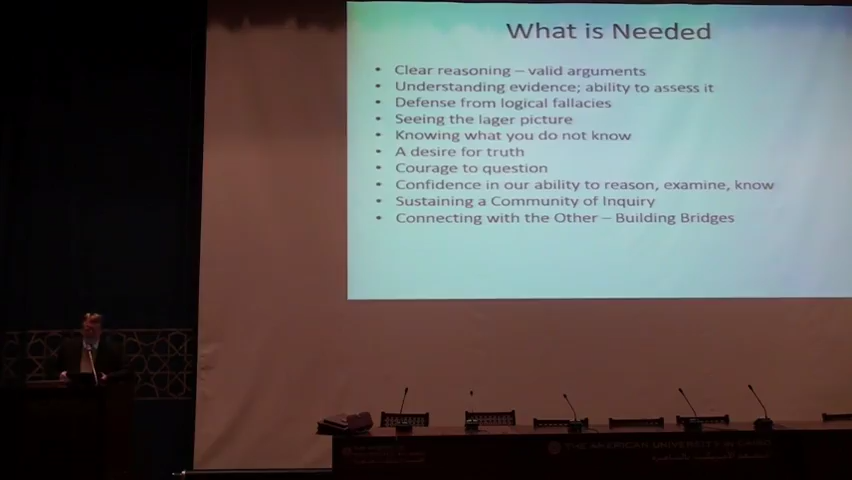 What is Needed
• Clear reasoning – valid arguments
• Understanding evidence; ability to assess it
• Defense from logical fallacies
• Seeing the lager picture
• Knowing what you do not know
• A desire for truth
• Courage to question
• Confidence in our ability to reason, examine, know
• Sustaining a Community of Inquiry
• Connecting with the Other – Building Bridges
THE AMERICAN UNIVERSITY IN CAIRO